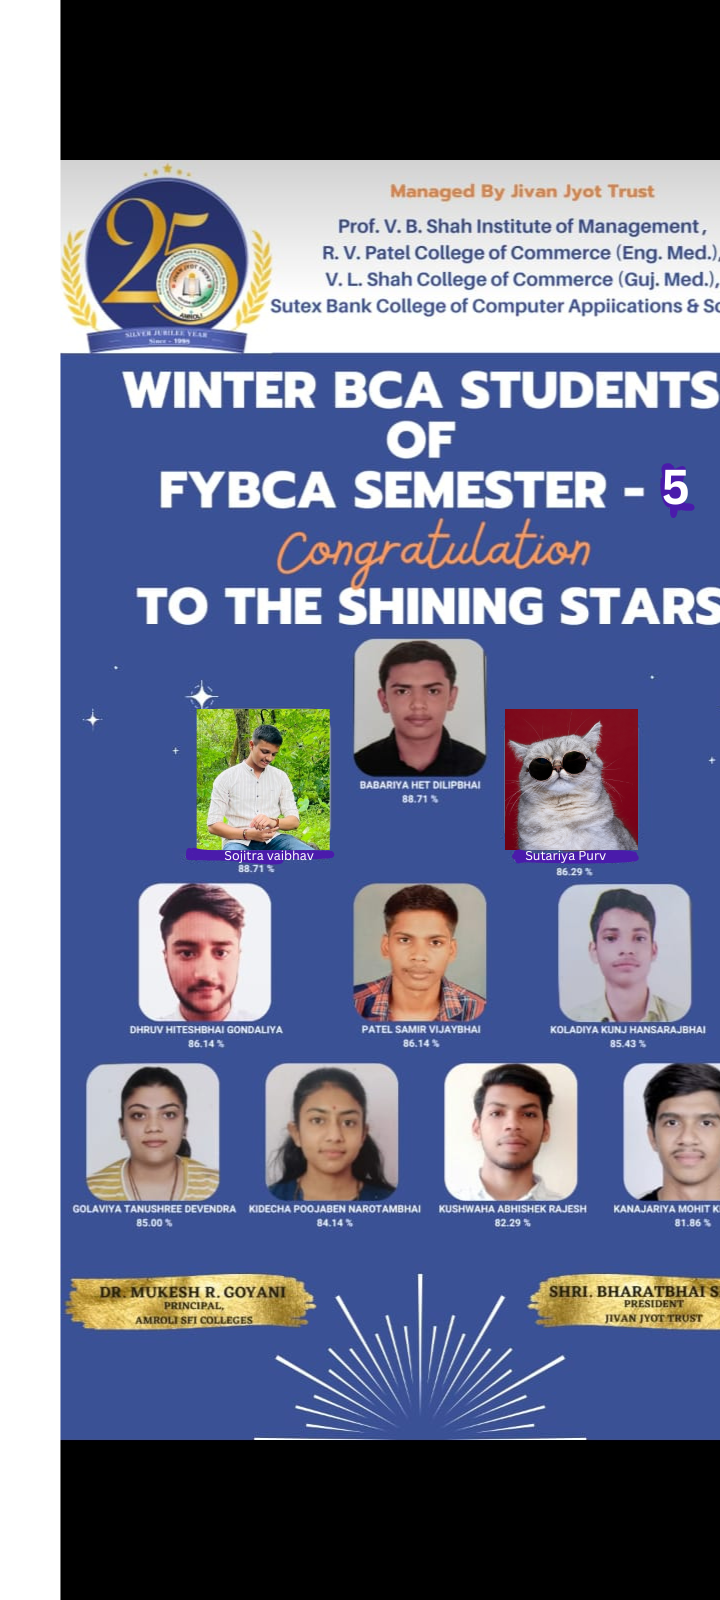 25
JIVAN JYOT TRUST
AMROLI
SILVER JUBILEE YEAR
Since - 1998
Managed By Jivan Jyot Trust
Prof. V. B. Shah Institute of Management,
R. V. Patel College of Commerce (Eng. Med.),
V. L. Shah College of Commerce (Guj. Med.),
Sutex Bank College of Computer Appiications & Sc
WINTER BCA STUDENTS
OF
FYBCA SEMESTER - 5
Congratulation
TO THE SHINING STARS
BABARIYA HET DILIPBHAI
88.71 %
Sojitra vaibhav
88.71 %
Sutariya Purv
86.29 %
DHRUV HITESHBHAI GONDALIYA
86.14 %
PATEL SAMIR VIJAYBHAI
86.14 %
KOLADIYA KUNJ HANSARAJBHAI
85.43 %
GOLAVIYA TANUSHREE DEVENDRA
85.00 %
KIDECHA POOJABEN NAROTAMBHAI
84.14 %
KUSHWAHA ABHISHEK RAJESH
82.29 %
KANAJARIYA MOHIT K
81.86 %
DR. MUKESH R. GOYANI
PRINCIPAL,
AMROLI SFI COLLEGES
SHRI. BHARATBHAI S
PRESIDENT
JIVAN JYOT TRUST